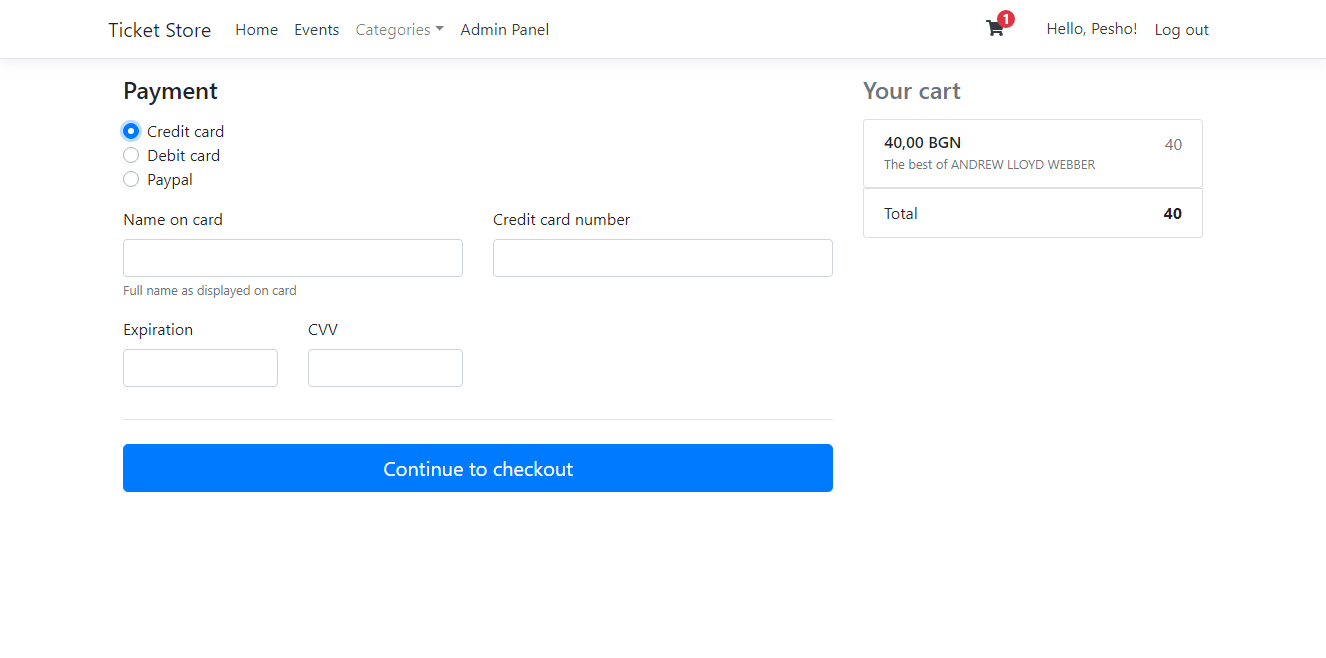 Ticket Store Home Events Categories Admin Panel 1 Hello, Pesho! Log out
Payment
Credit card
Debit card
Paypal
Name on card
Credit card number
Full name as displayed on card
Expiration
CVV
Continue to checkout
Your cart
40,00 BGN 40
The best of ANDREW LLOYD WEBBER
Total 40